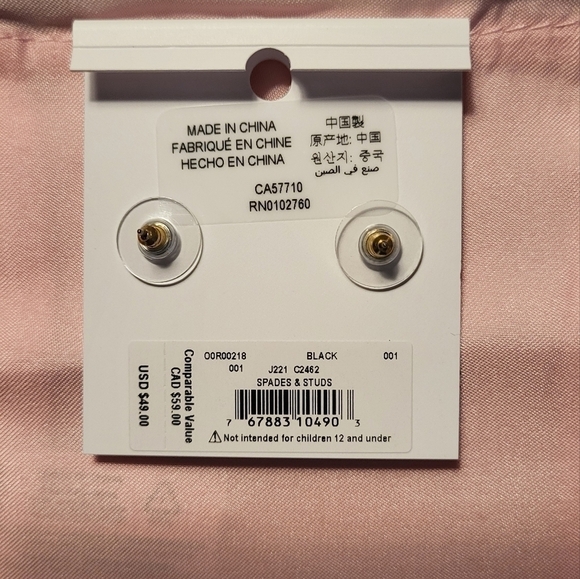 MADE IN CHINA
FABRIQUÉ EN CHINE
HECHO EN CHINA
中国製
原产地: 中国
원산지: 중국
صنع في الصين
CA57710
RN0102760
O0R00218 BLACK 001
001 J221 C2462
SPADES & STUDS
7 67883 10490 3
Not intended for children 12 and under
Comparable Value
CAD $59.00
USD $49.00